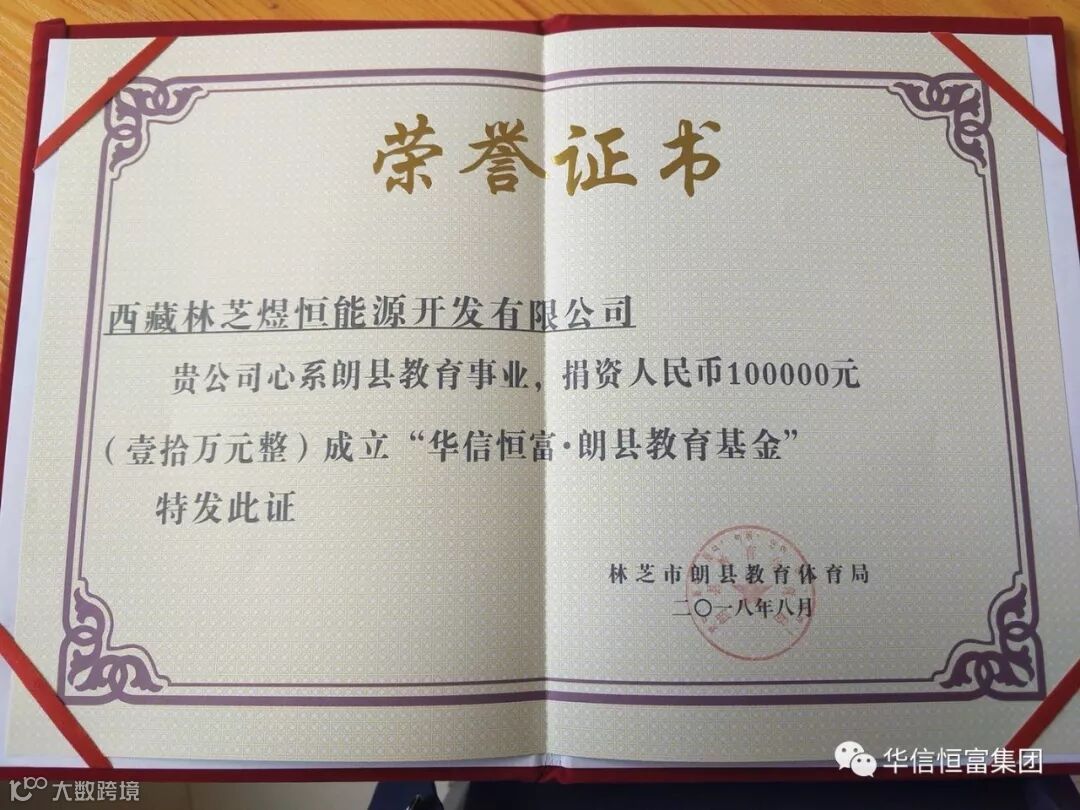 荣誉证书
西藏林芝煜恒能源开发有限公司
贵公司心系朗县教育事业，捐资人民币100000元
（壹拾万元整）成立“华信恒富·朗县教育基金”
特发此证
林芝市朗县教育体育局
二〇一八年八月
华信恒富集团
大数跨境